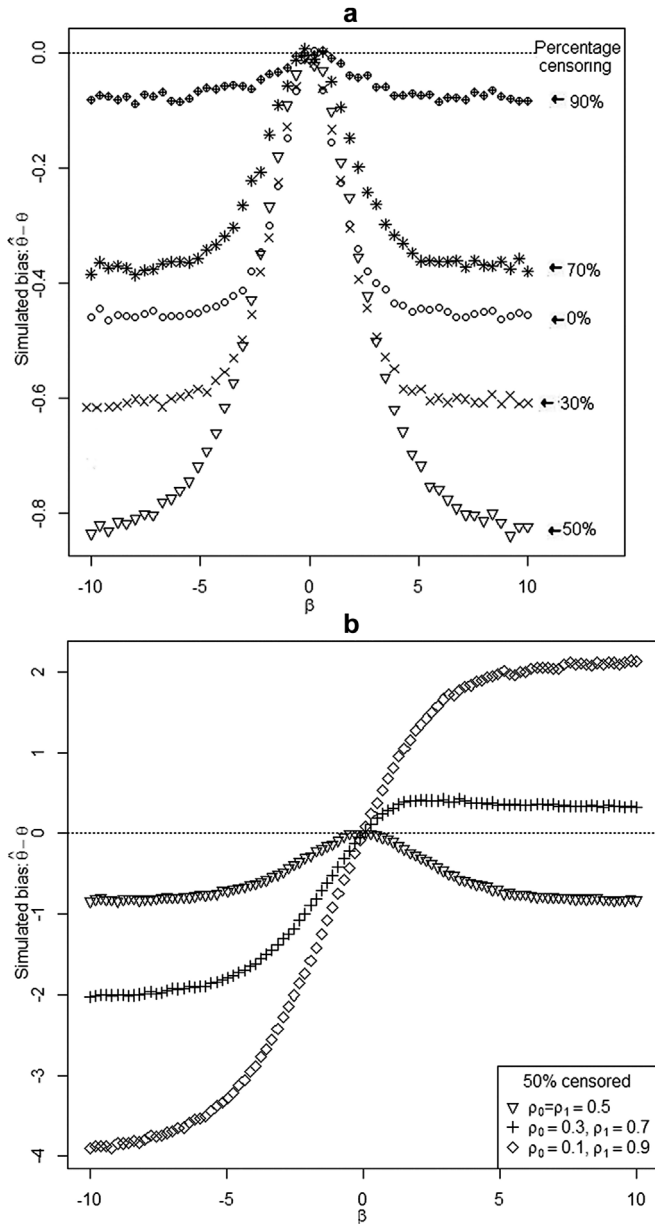 a
0.0
-0.2
-0.4
-0.6
-0.8
Simulated bias: θ̂ − θ
Percentage
censoring
90%
70%
0%
30%
50%
-10 -5 0 5 10
β
b
2
1
0
-1
-2
-3
-4
Simulated bias: θ̂ − θ
50% censored
ρ₀=ρ₁ = 0.5
ρ₀ = 0.3, ρ₁ = 0.7
ρ₀ = 0.1, ρ₁ = 0.9
-10 -5 0 5 10
β